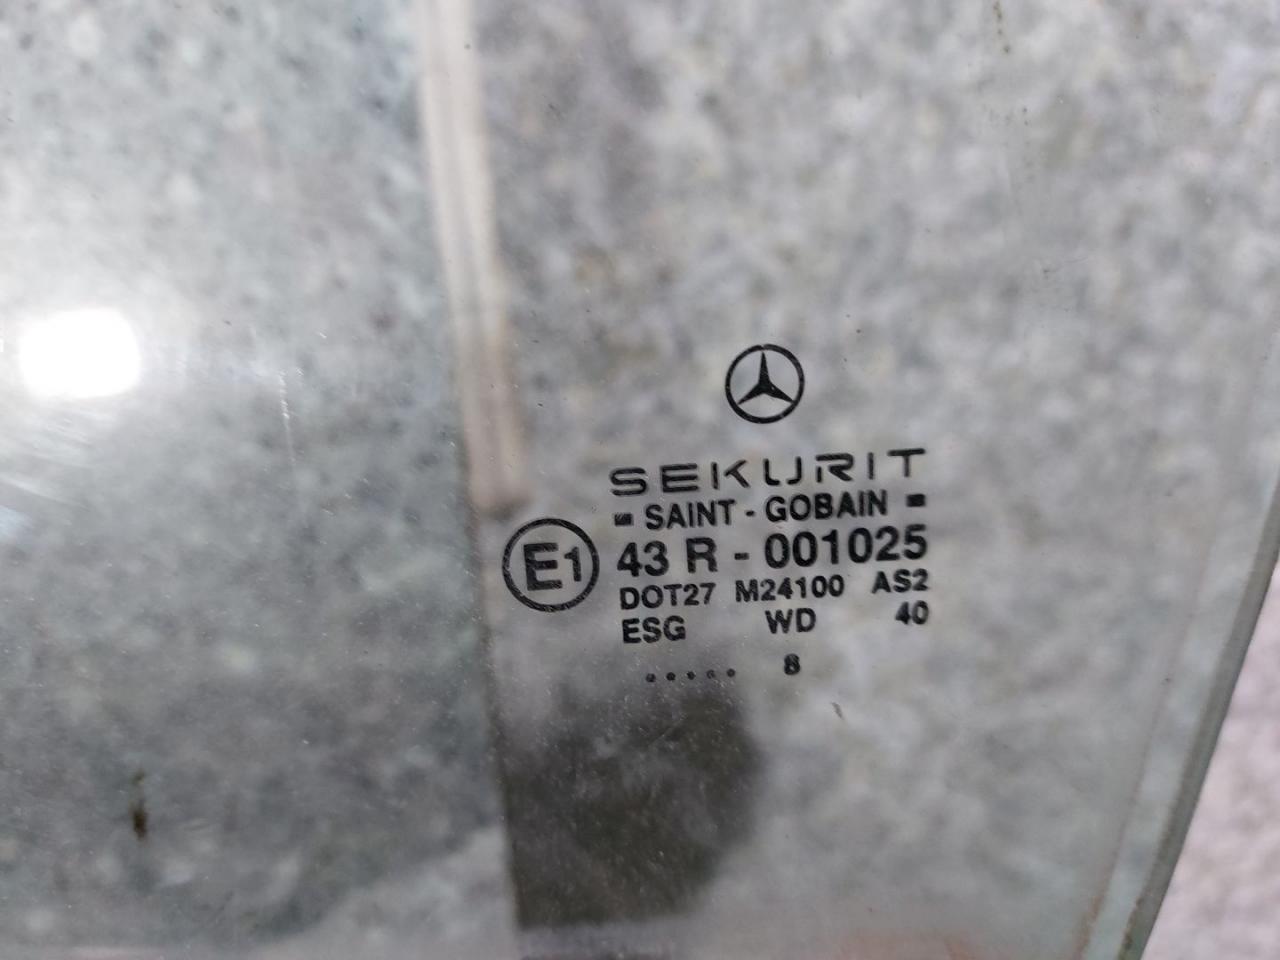 SEKURIT
SAINT - GOBAIN
E1 43 R - 001025
DOT27 M24100 AS2
ESG WD 40
..... 8